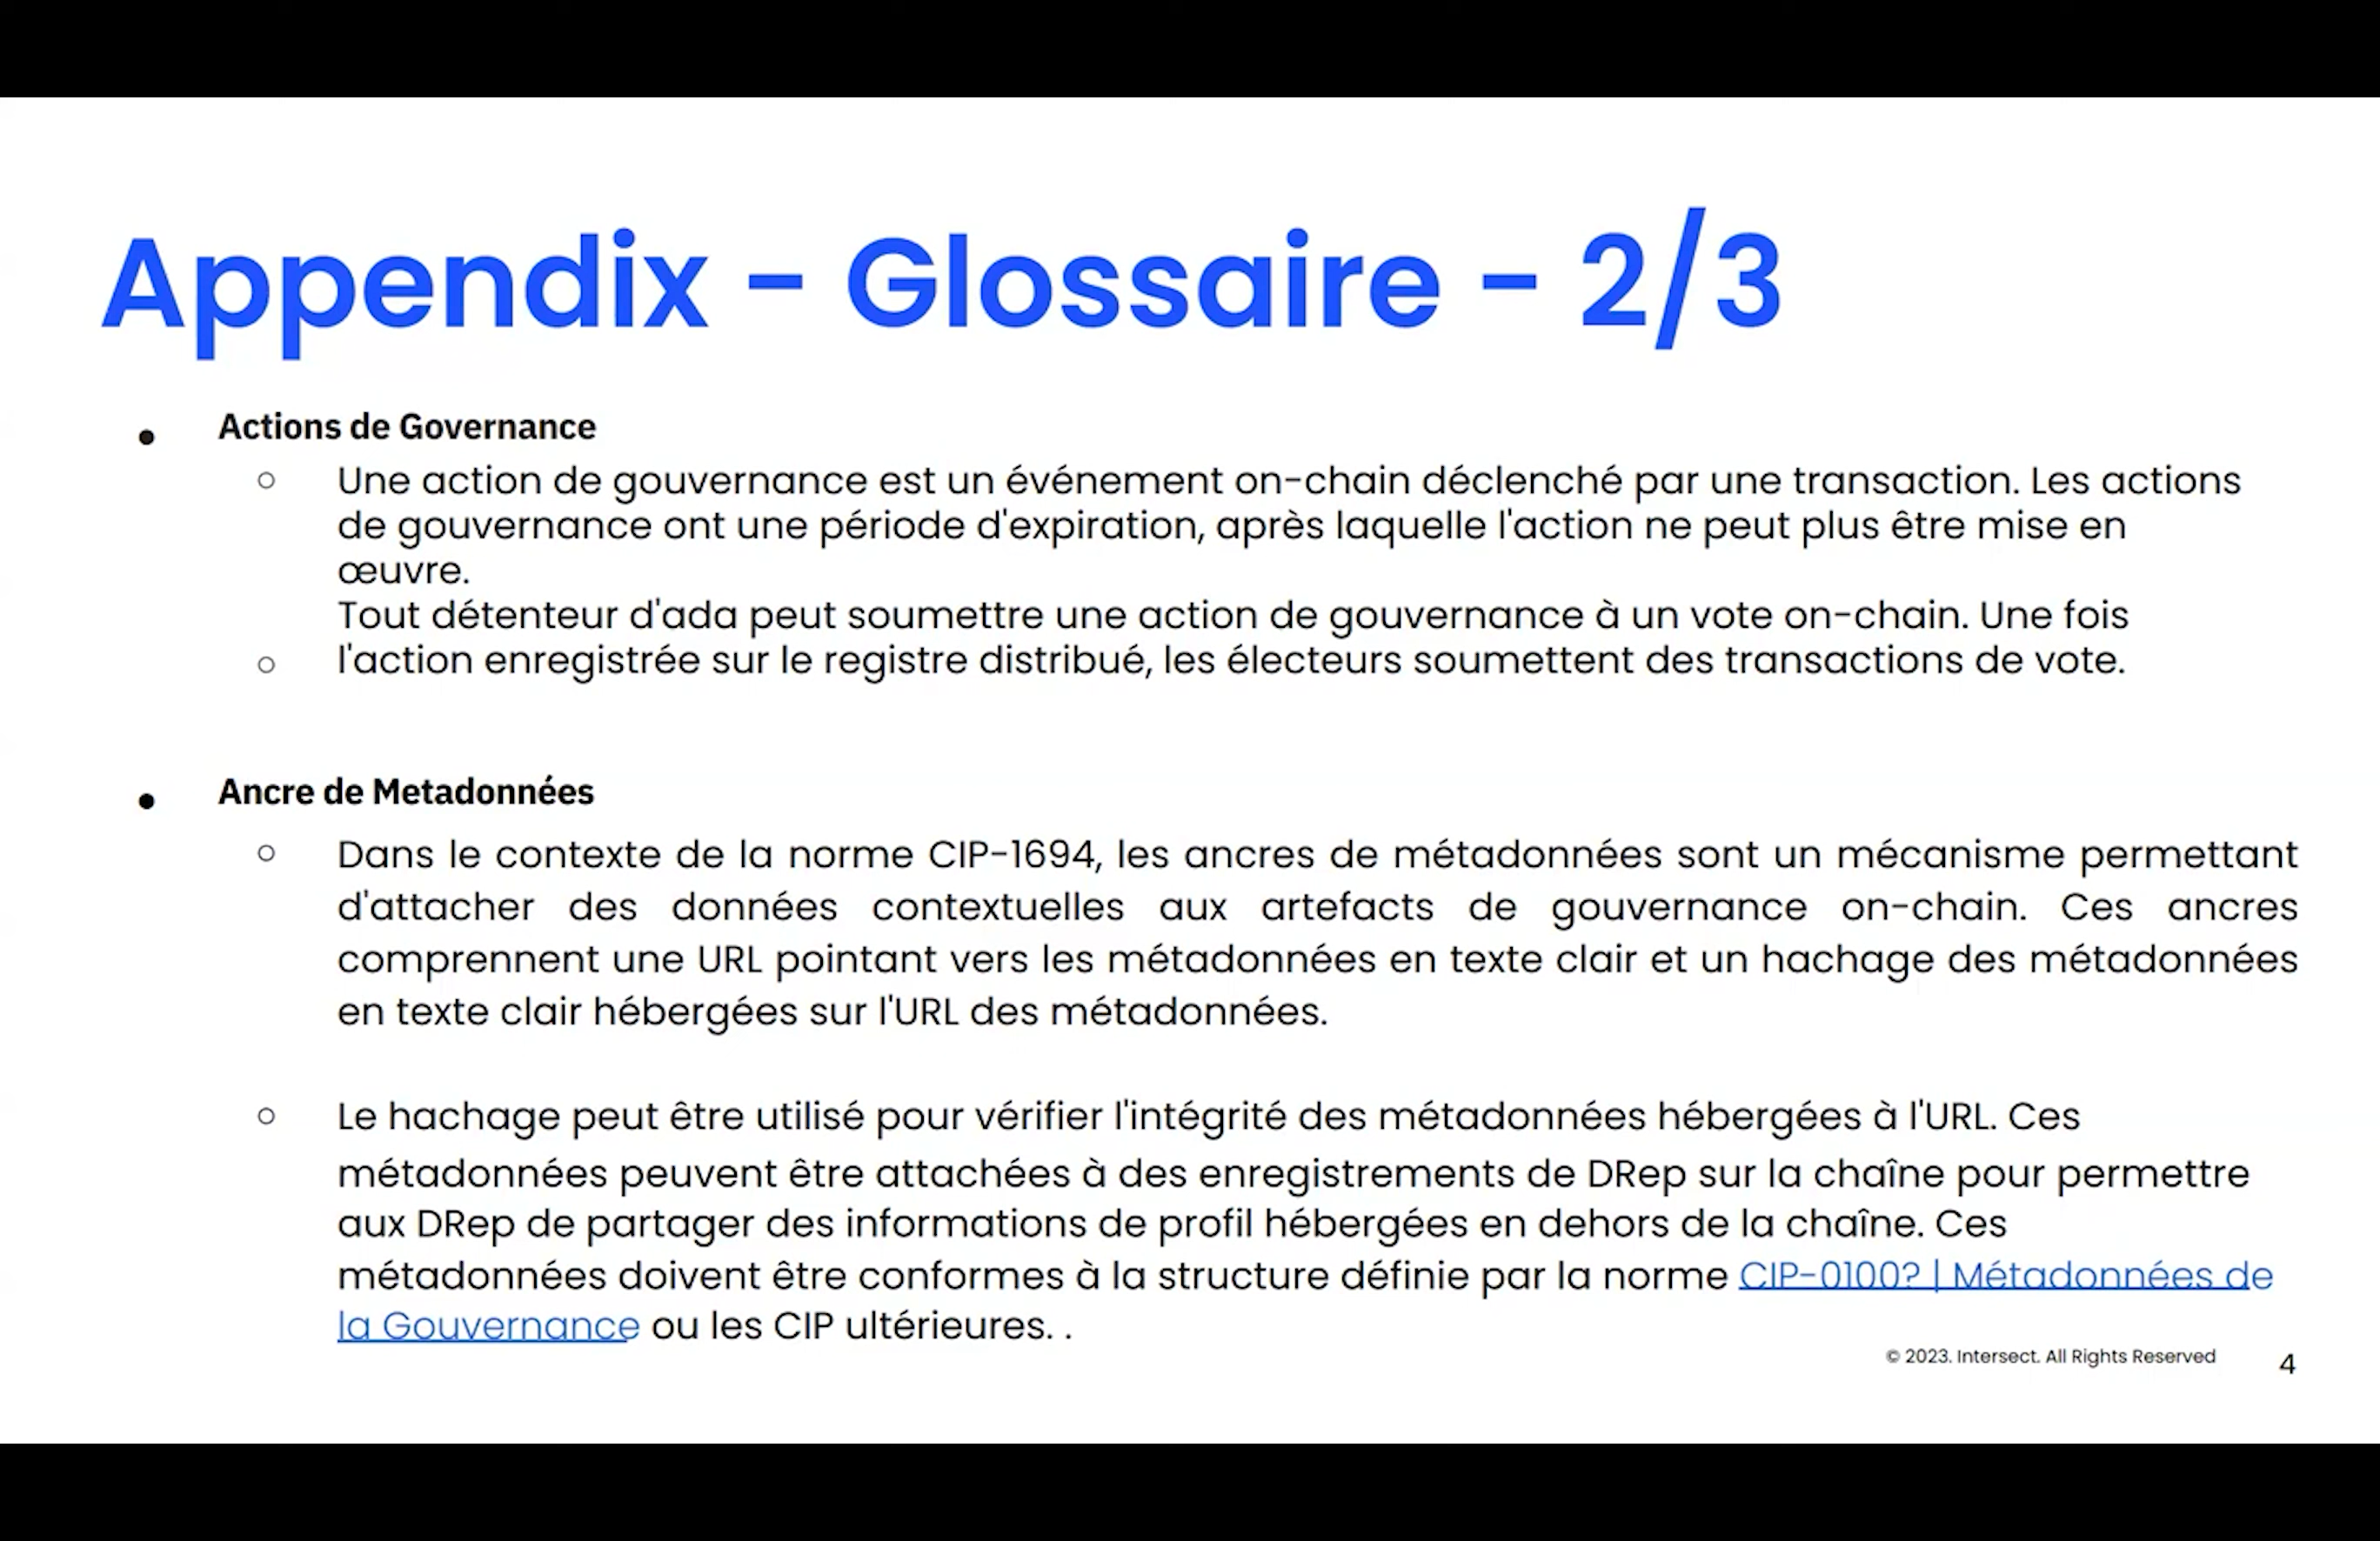 Appendix - Glossaire - 2/3
Actions de Governance
Une action de gouvernance est un événement on-chain déclenché par une transaction. Les actions
de gouvernance ont une période d'expiration, après laquelle l'action ne peut plus être mise en
œuvre.
Tout détenteur d'ada peut soumettre une action de gouvernance à un vote on-chain. Une fois
l'action enregistrée sur le registre distribué, les électeurs soumettent des transactions de vote.
Ancre de Metadonnées
Dans le contexte de la norme CIP-1694, les ancres de métadonnées sont un mécanisme permettant
d'attacher des données contextuelles aux artefacts de gouvernance on-chain. Ces ancres
comprennent une URL pointant vers les métadonnées en texte clair et un hachage des métadonnées
en texte clair hébergées sur l'URL des métadonnées.
Le hachage peut être utilisé pour vérifier l'intégrité des métadonnées hébergées à l'URL. Ces
métadonnées peuvent être attachées à des enregistrements de DRep sur la chaîne pour permettre
aux DRep de partager des informations de profil hébergées en dehors de la chaîne. Ces
métadonnées doivent être conformes à la structure définie par la norme CIP-0100? | Métadonnées de
la Gouvernance ou les CIP ultérieures. .
© 2023. Intersect. All Rights Reserved
4